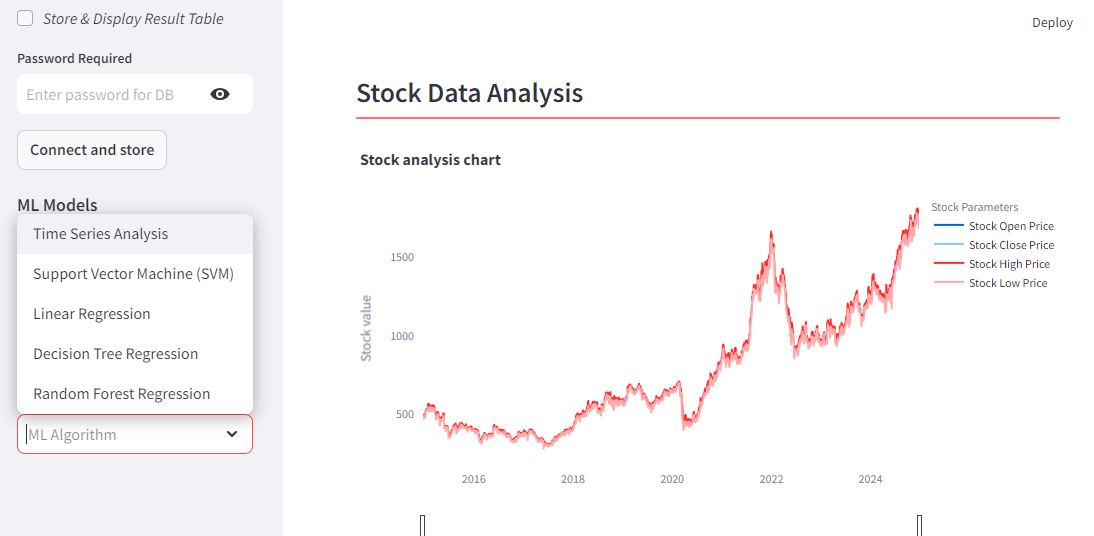 Store & Display Result Table
Password Required
Enter password for DB
Connect and store
ML Models
Time Series Analysis
Support Vector Machine (SVM)
Linear Regression
Decision Tree Regression
Random Forest Regression
ML Algorithm
Deploy
Stock Data Analysis
Stock analysis chart
Stock value
1500
1000
500
2016 2018 2020 2022 2024
Stock Parameters
Stock Open Price
Stock Close Price
Stock High Price
Stock Low Price